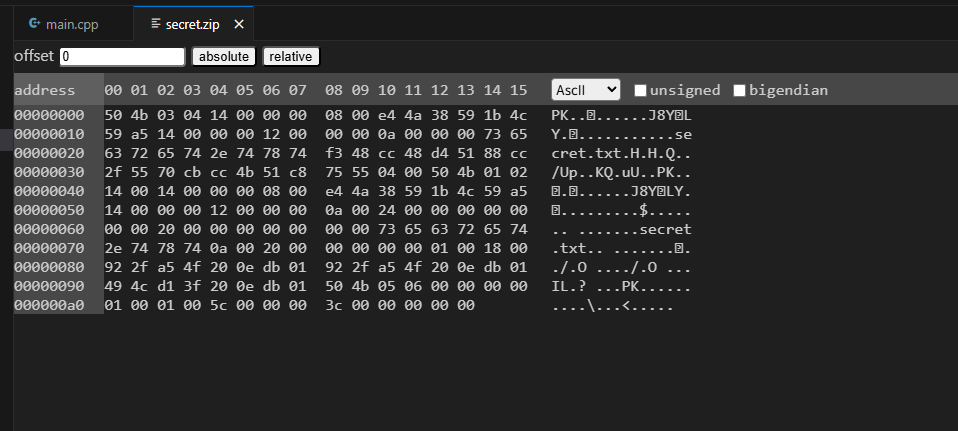 main.cpp secret.zip ×
offset 0 absolute relative
address 00 01 02 03 04 05 06 07 08 09 10 11 12 13 14 15 Ascll unsigned bigendian
00000000 50 4b 03 04 14 00 00 00 08 00 e4 4a 38 59 1b 4c PK..␛......J8Y␛L
00000010 59 a5 14 00 00 00 12 00 00 00 0a 00 00 00 73 65 Y.␛...........se
00000020 63 72 65 74 2e 74 78 74 f3 48 cc 48 d4 51 88 cc cret.txt.H.H.Q..
00000030 2f 55 70 cb cc 4b 51 c8 75 55 04 00 50 4b 01 02 /Up..KQ.uU..PK..
00000040 14 00 14 00 00 00 08 00 e4 4a 38 59 1b 4c 59 a5 ␛.␛......J8Y␛LY.
00000050 14 00 00 00 12 00 00 00 0a 00 24 00 00 00 00 00 ␛.........$.....
00000060 00 00 20 00 00 00 00 00 00 00 73 65 63 72 65 74 .. .......secret
00000070 2e 74 78 74 0a 00 20 00 00 00 00 00 01 00 18 00 .txt.. .......␛.
00000080 92 2f a5 4f 20 0e db 01 92 2f a5 4f 20 0e db 01 ./.O ..../.O ...
00000090 49 4c d1 3f 20 0e db 01 50 4b 05 06 00 00 00 00 IL.? ...PK......
000000a0 01 00 01 00 5c 00 00 00 3c 00 00 00 00 00 ....\...<.....